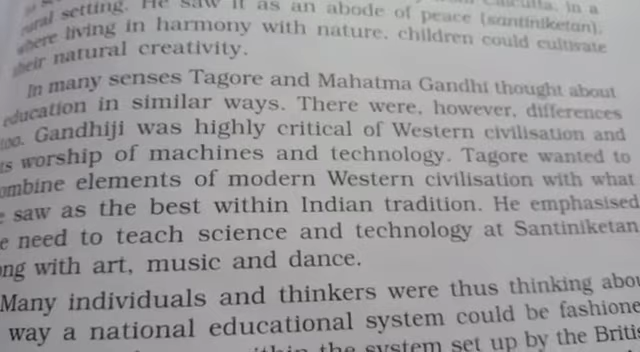 rural setting. He saw it as an abode of peace (santiniketan),
where living in harmony with nature, children could cultivate
their natural creativity.
In many senses Tagore and Mahatma Gandhi thought about
education in similar ways. There were, however, differences
too. Gandhiji was highly critical of Western civilisation and
ts worship of machines and technology. Tagore wanted to
ombine elements of modern Western civilisation with what
e saw as the best within Indian tradition. He emphasised
e need to teach science and technology at Santiniketan
ong with art, music and dance.
Many individuals and thinkers were thus thinking abou
way a national educational system could be fashione
the system set up by the Britis